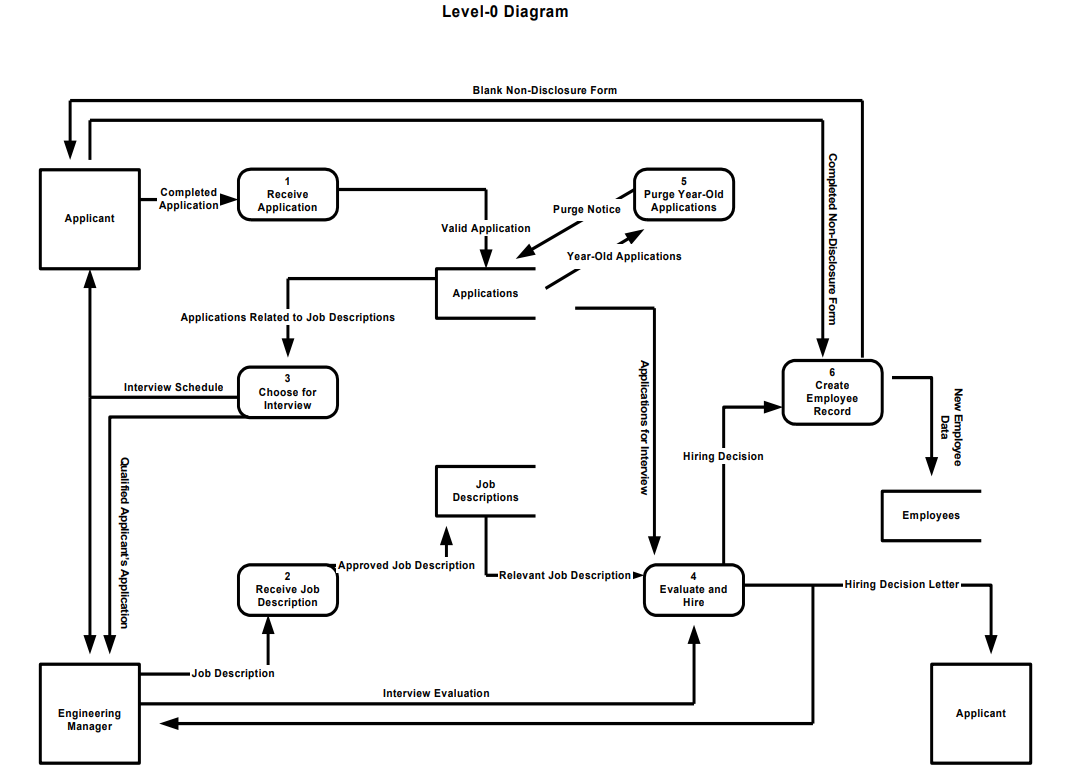 Level-0 Diagram
Blank Non-Disclosure Form
Completed Non-Disclosure Form
Applicant
Completed
Application
1
Receive
Application
5
Purge Year-Old
Applications
Purge Notice
Valid Application
Year-Old Applications
Applications
Applications Related to Job Descriptions
Applications for Interview
3
Choose for
Interview
Interview Schedule
6
Create
Employee
Record
New Employee
Data
Hiring Decision
Qualified Applicant's Application
Job
Descriptions
Employees
2
Receive Job
Description
Approved Job Description
Relevant Job Description
4
Evaluate and
Hire
Hiring Decision Letter
Job Description
Interview Evaluation
Engineering
Manager
Applicant